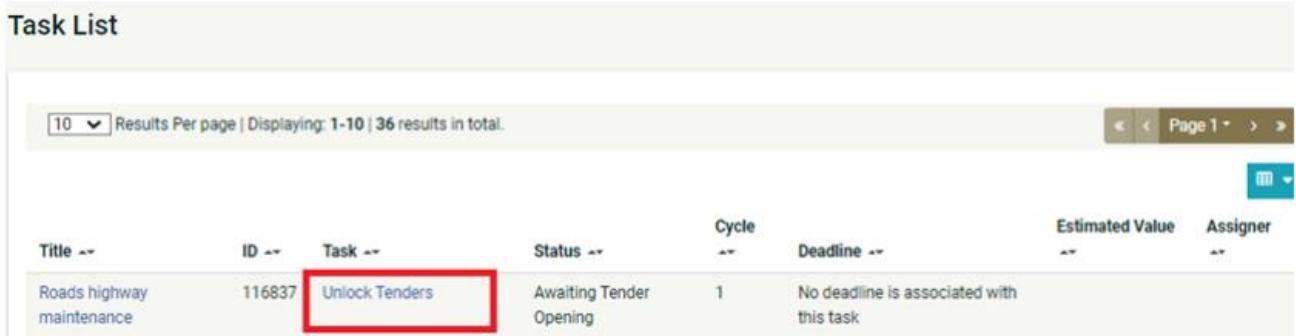 Task List
10 Results Per page | Displaying: 1-10 | 36 results in total.
« ‹ Page 1 › »
Title ID Task Status Cycle Deadline Estimated Value Assigner
Roads highway 116837 Unlock Tenders Awaiting Tender 1 No deadline is associated with
maintenance Opening this task